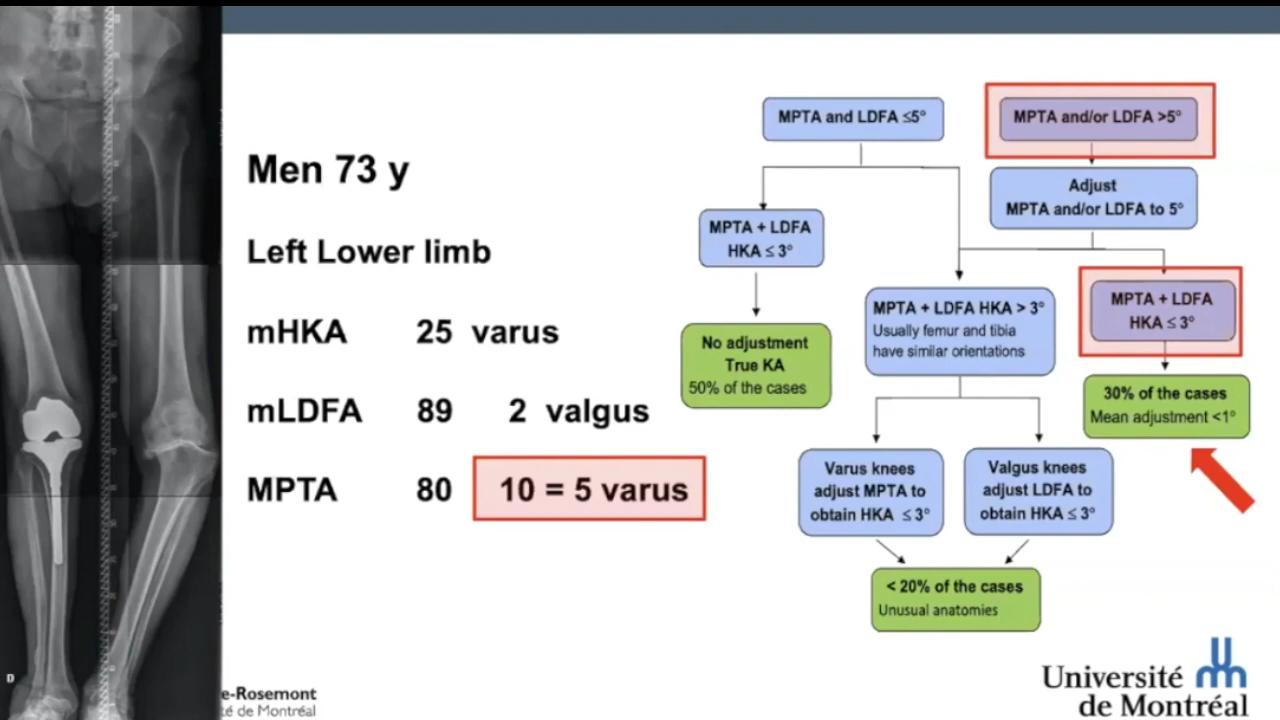 Men 73 y
Left Lower limb
mHKA 25 varus
mLDFA 89 2 valgus
MPTA 80 10 = 5 varus
MPTA and LDFA ≤5°
MPTA and/or LDFA >5°
Adjust
MPTA and/or LDFA to 5°
MPTA + LDFA
HKA ≤ 3°
MPTA + LDFA HKA > 3°
Usually femur and tibia
have similar orientations
MPTA + LDFA
HKA ≤ 3°
No adjustment
True KA
50% of the cases
30% of the cases
Mean adjustment <1°
Varus knees
adjust MPTA to
obtain HKA ≤ 3°
Valgus knees
adjust LDFA to
obtain HKA ≤ 3°
< 20% of the cases
Unusual anatomies
D
e-Rosemont
té de Montréal
Université
de Montréal